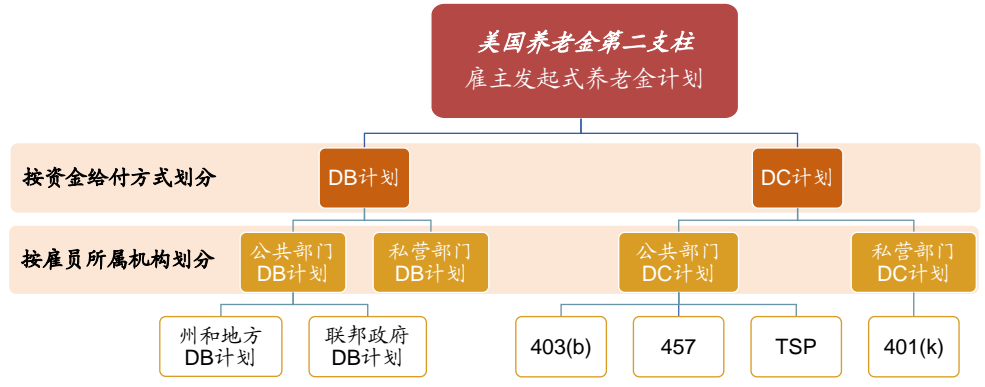 美国养老金第二支柱
雇主发起式养老金计划
按资金给付方式划分
DB计划
DC计划
按雇员所属机构划分
公共部门
DB计划
私营部门
DB计划
公共部门
DC计划
私营部门
DC计划
州和地方
DB计划
联邦政府
DB计划
403(b)
457
TSP
401(k)